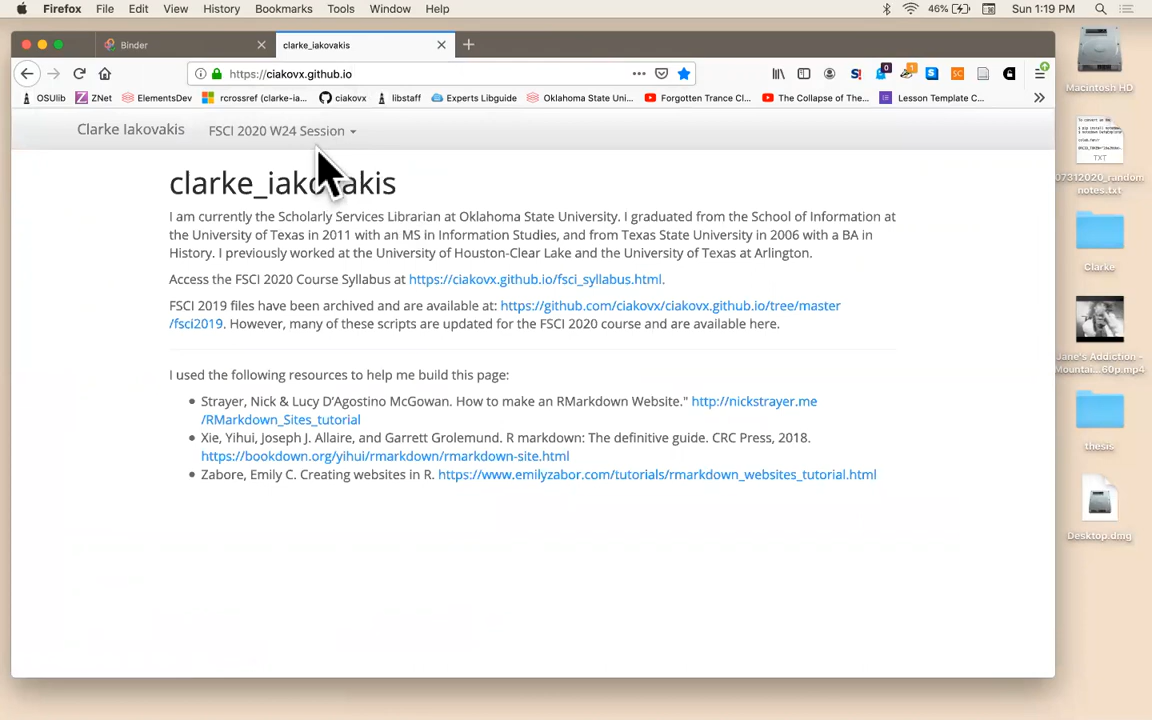 Firefox File Edit View History Bookmarks Tools Window Help 46% Sun 1:19 PM
Binder clarke_iakovakis
https://ciakovx.github.io
OSUlib ZNet ElementsDev rcrossref (clarke-ia... ciakovx libstaff Experts Libguide Oklahoma State Uni... Forgotten Trance Cl... The Collapse of The... Lesson Template C...
Clarke Iakovakis FSCI 2020 W24 Session
clarke_iakovakis
I am currently the Scholarly Services Librarian at Oklahoma State University. I graduated from the School of Information at
the University of Texas in 2011 with an MS in Information Studies, and from Texas State University in 2006 with a BA in
History. I previously worked at the University of Houston-Clear Lake and the University of Texas at Arlington.
Access the FSCI 2020 Course Syllabus at https://ciakovx.github.io/fsci_syllabus.html.
FSCI 2019 files have been archived and are available at: https://github.com/ciakovx/ciakovx.github.io/tree/master
/fsci2019. However, many of these scripts are updated for the FSCI 2020 course and are available here.
I used the following resources to help me build this page:
Strayer, Nick & Lucy D'Agostino McGowan. How to make an RMarkdown Website." http://nickstrayer.me
/RMarkdown_Sites_tutorial
Xie, Yihui, Joseph J. Allaire, and Garrett Grolemund. R markdown: The definitive guide. CRC Press, 2018.
https://bookdown.org/yihui/rmarkdown/rmarkdown-site.html
Zabore, Emily C. Creating websites in R. https://www.emilyzabor.com/tutorials/rmarkdown_websites_tutorial.html
Macintosh HD
TXT
07312020_random
notes.txt
Clarke
Jane's Addiction -
Mountai...60p.mp4
thesis
Desktop.dmg